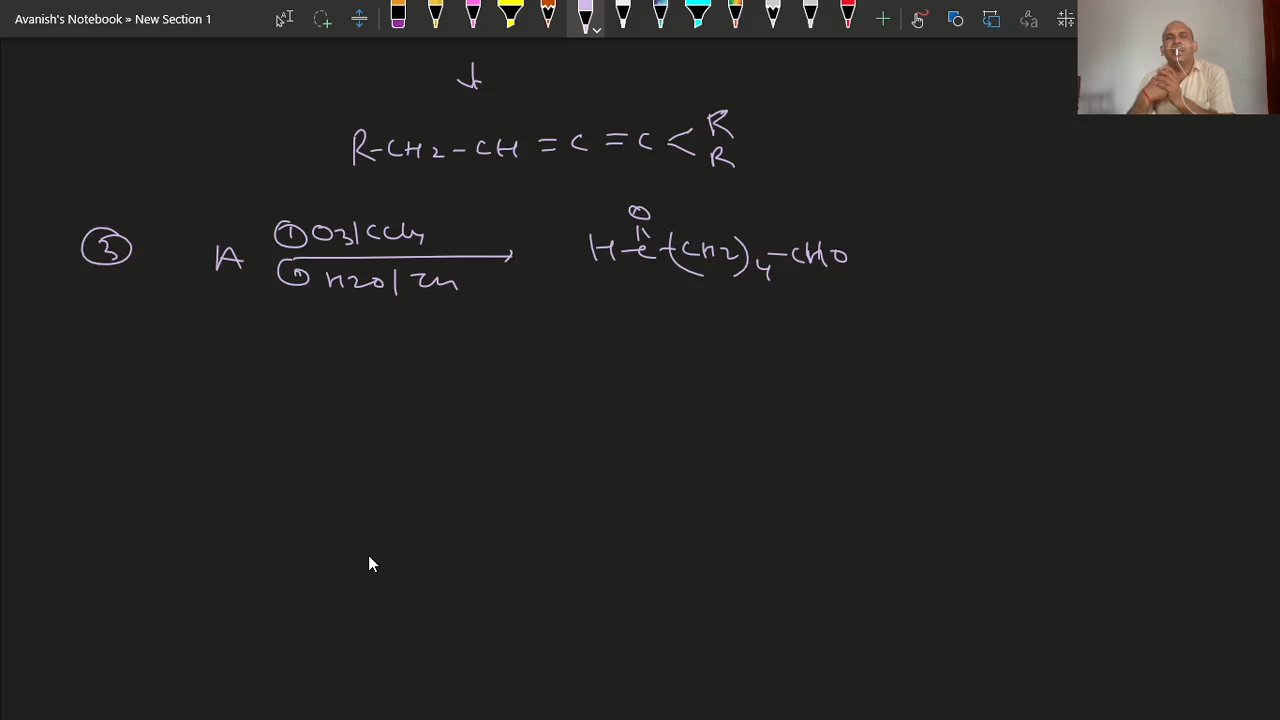 Avanish's Notebook » New Section 1
R-CH2-CH=C=C<R
R
③ A ① O3/CCl4 H-C-(CH2)4-CHO
O
② H2O/Zn